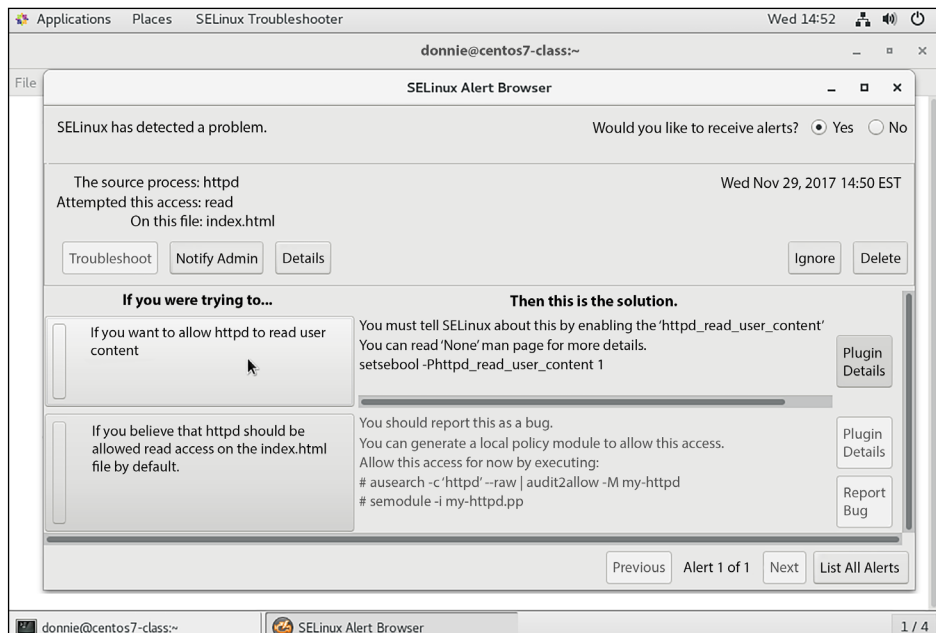 Applications Places SELinux Troubleshooter Wed 14:52
donnie@centos7-class:~
File
SELinux Alert Browser
SELinux has detected a problem. Would you like to receive alerts? Yes No
The source process: httpd Wed Nov 29, 2017 14:50 EST
Attempted this access: read
On this file: index.html
Troubleshoot Notify Admin Details Ignore Delete
If you were trying to... Then this is the solution.
If you want to allow httpd to read user
content
You must tell SELinux about this by enabling the 'httpd_read_user_content'
You can read 'None' man page for more details.
setsebool -Phttpd_read_user_content 1
Plugin
Details
If you believe that httpd should be
allowed read access on the index.html
file by default.
You should report this as a bug.
You can generate a local policy module to allow this access.
Allow this access for now by executing:
# ausearch -c 'httpd' --raw | audit2allow -M my-httpd
# semodule -i my-httpd.pp
Plugin
Details
Report
Bug
Previous Alert 1 of 1 Next List All Alerts
donnie@centos7-class:~ SELinux Alert Browser 1 / 4